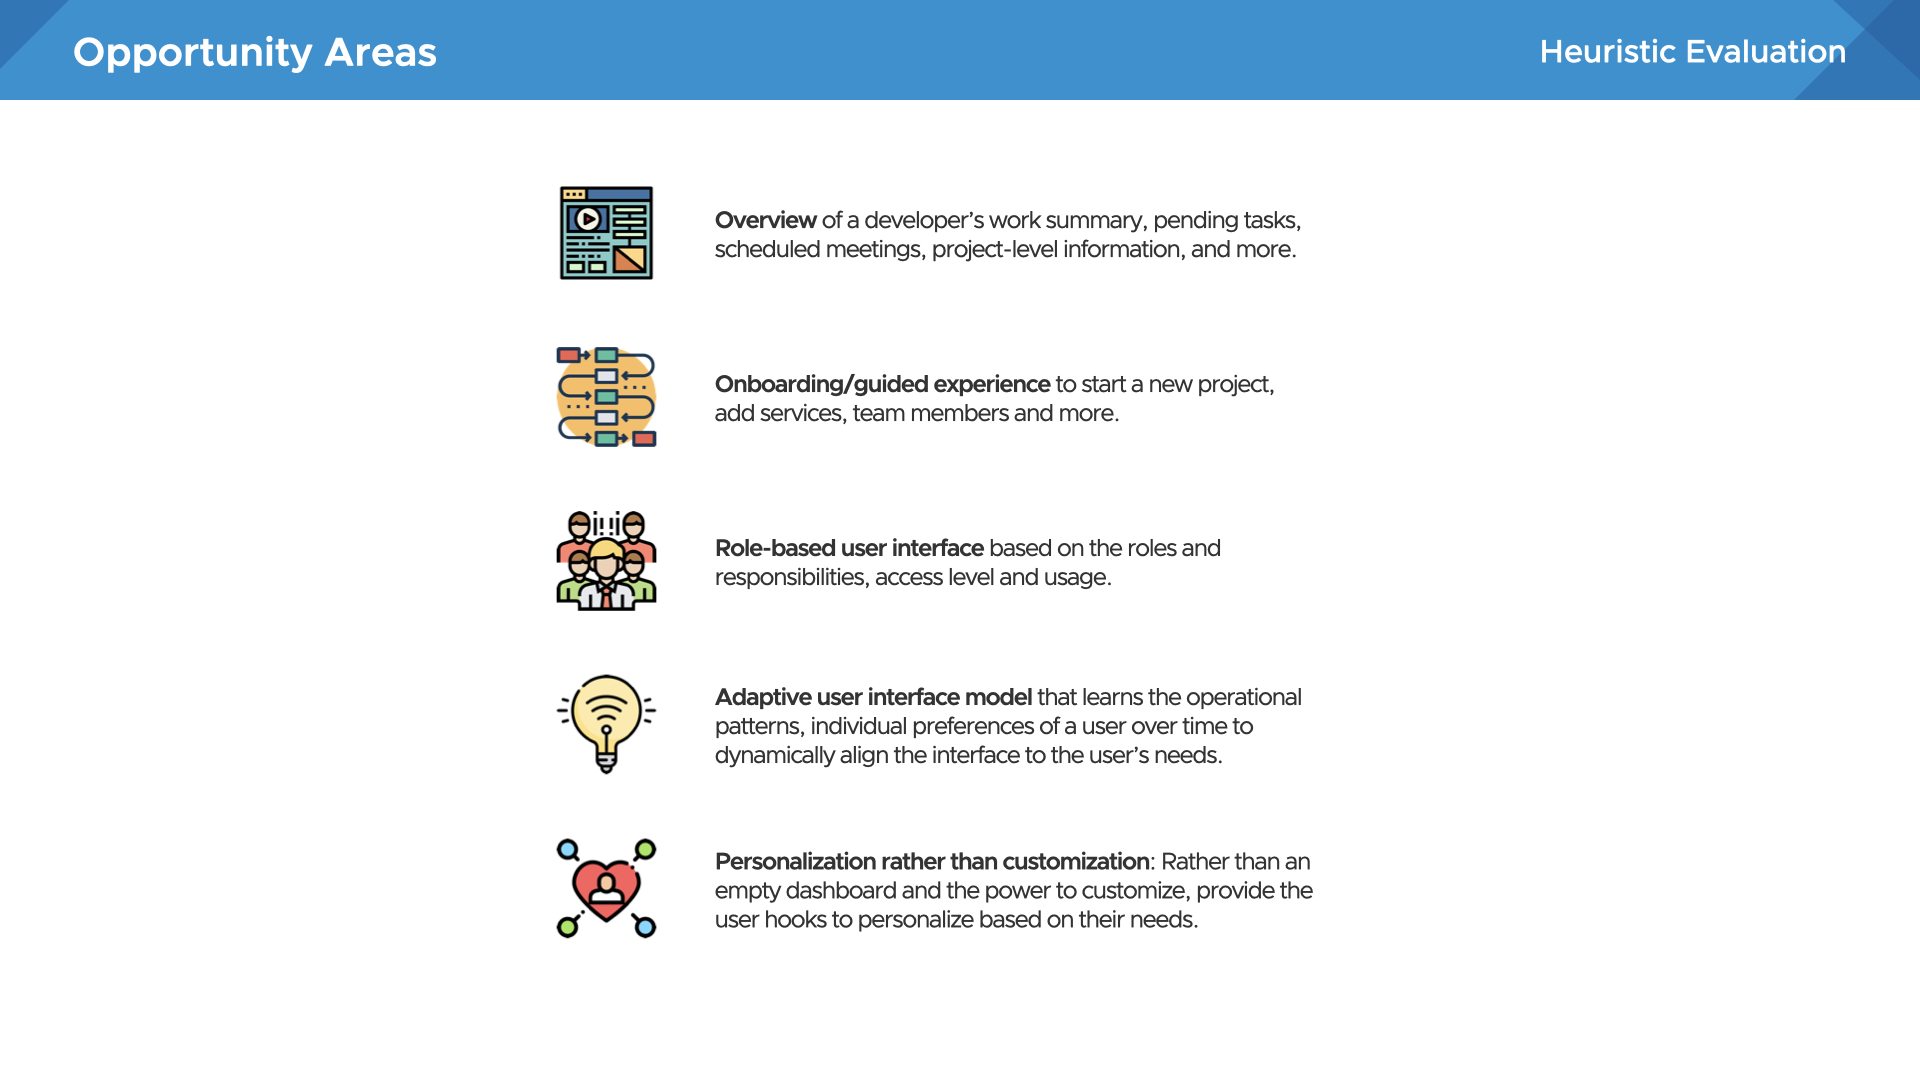 Opportunity Areas
Heuristic Evaluation
Overview of a developer’s work summary, pending tasks,
scheduled meetings, project-level information, and more.
Onboarding/guided experience to start a new project,
add services, team members and more.
Role-based user interface based on the roles and
responsibilities, access level and usage.
Adaptive user interface model that learns the operational
patterns, individual preferences of a user over time to
dynamically align the interface to the user’s needs.
Personalization rather than customization: Rather than an
empty dashboard and the power to customize, provide the
user hooks to personalize based on their needs.